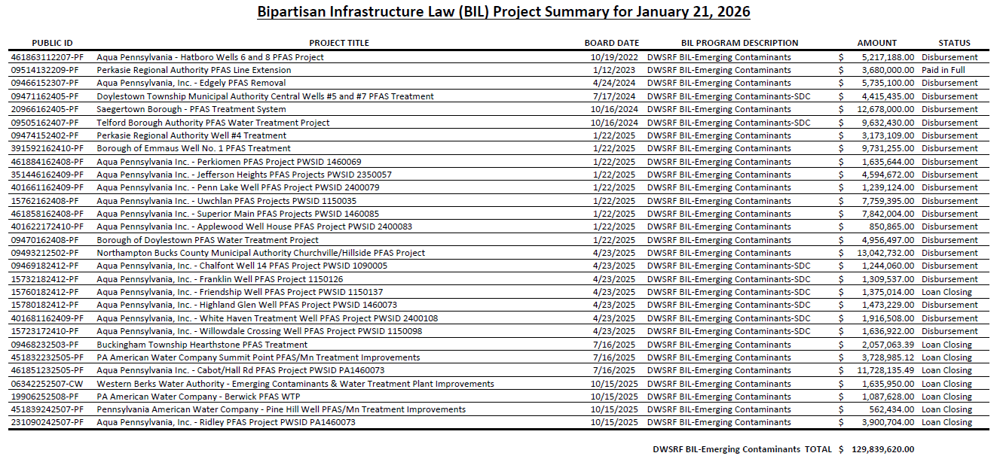 Bipartisan Infrastructure Law (BIL) Project Summary for January 21, 2026
PUBLIC ID PROJECT TITLE BOARD DATE BIL PROGRAM DESCRIPTION AMOUNT STATUS
461863112207-PF Aqua Pennsylvania - Hatboro Wells 6 and 8 PFAS Project 10/19/2022 DWSRF BIL-Emerging Contaminants $ 5,217,188.00 Disbursement
09514132209-PF Perkasie Regional Authority PFAS Line Extension 1/12/2023 DWSRF BIL-Emerging Contaminants $ 3,680,000.00 Paid in Full
09466152307-PF Aqua Pennsylvania, Inc. - Edgely PFAS Removal 4/24/2024 DWSRF BIL-Emerging Contaminants $ 5,735,100.00 Disbursement
09471162405-PF Doylestown Township Municipal Authority Central Wells #5 and #7 PFAS Treatment 7/17/2024 DWSRF BIL-Emerging Contaminants-SDC $ 4,415,435.00 Disbursement
20966162405-PF Saegertown Borough - PFAS Treatment System 10/16/2024 DWSRF BIL-Emerging Contaminants $ 12,678,000.00 Disbursement
09505162407-PF Telford Borough Authority PFAS Water Treatment Project 10/16/2024 DWSRF BIL-Emerging Contaminants-SDC $ 9,632,430.00 Disbursement
09474152402-PF Perkasie Regional Authority Well #4 Treatment 1/22/2025 DWSRF BIL-Emerging Contaminants $ 3,173,109.00 Disbursement
391592162410-PF Borough of Emmaus Well No. 1 PFAS Treatment 1/22/2025 DWSRF BIL-Emerging Contaminants $ 9,731,255.00 Disbursement
461884162408-PF Aqua Pennsylvania Inc. - Perkiomen PFAS Project PWSID 1460069 1/22/2025 DWSRF BIL-Emerging Contaminants $ 1,635,644.00 Disbursement
351446162409-PF Aqua Pennsylvania Inc. - Jefferson Heights PFAS Projects PWSID 2350057 1/22/2025 DWSRF BIL-Emerging Contaminants $ 4,594,672.00 Disbursement
401661162409-PF Aqua Pennsylvania Inc. - Penn Lake Well PFAS Project PWSID 2400079 1/22/2025 DWSRF BIL-Emerging Contaminants $ 1,239,124.00 Disbursement
15762162408-PF Aqua Pennsylvania Inc. - Uwchlan PFAS Projects PWSID 1150035 1/22/2025 DWSRF BIL-Emerging Contaminants $ 7,759,395.00 Disbursement
461858162408-PF Aqua Pennsylvania Inc. - Superior Main PFAS Projects PWSID 1460085 1/22/2025 DWSRF BIL-Emerging Contaminants $ 7,842,004.00 Disbursement
401622172410-PF Aqua Pennsylvania Inc. - Applewood Well House PFAS Project PWSID 2400083 1/22/2025 DWSRF BIL-Emerging Contaminants $ 850,865.00 Disbursement
09470162408-PF Borough of Doylestown PFAS Water Treatment Project 1/22/2025 DWSRF BIL-Emerging Contaminants $ 4,956,497.00 Disbursement
09493212502-PF Northampton Bucks County Municipal Authority Churchville/Hillside PFAS Project 4/23/2025 DWSRF BIL-Emerging Contaminants $ 13,042,732.00 Disbursement
09469182412-PF Aqua Pennsylvania, Inc. - Chalfont Well 14 PFAS Project PWSID 1090005 4/23/2025 DWSRF BIL-Emerging Contaminants-SDC $ 1,244,060.00 Disbursement
15732182412-PF Aqua Pennsylvania, Inc. - Franklin Well PFAS Project 1150126 4/23/2025 DWSRF BIL-Emerging Contaminants-SDC $ 1,309,537.00 Disbursement
15760182412-PF Aqua Pennsylvania, Inc. - Friendship Well PFAS Project PWSID 1150137 4/23/2025 DWSRF BIL-Emerging Contaminants-SDC $ 1,375,014.00 Loan Closing
15780182412-PF Aqua Pennsylvania, Inc. - Highland Glen Well PFAS Project PWSID 1460073 4/23/2025 DWSRF BIL-Emerging Contaminants-SDC $ 1,473,229.00 Disbursement
401681162409-PF Aqua Pennsylvania, Inc. - White Haven Treatment Well PFAS Project PWSID 2400108 4/23/2025 DWSRF BIL-Emerging Contaminants-SDC $ 1,916,508.00 Disbursement
15723172410-PF Aqua Pennsylvania, Inc. - Willowdale Crossing Well PFAS Project PWSID 1150098 4/23/2025 DWSRF BIL-Emerging Contaminants-SDC $ 1,636,922.00 Disbursement
09468232503-PF Buckingham Township Hearthstone PFAS Treatment 7/16/2025 DWSRF BIL-Emerging Contaminants $ 2,057,063.39 Loan Closing
451832232505-PF PA American Water Company Summit Point PFAS/Mn Treatment Improvements 7/16/2025 DWSRF BIL-Emerging Contaminants $ 3,728,985.12 Loan Closing
461851232505-PF Aqua Pennsylvania Inc. - Cabot/Hall Rd PFAS Project PWSID PA1460073 7/16/2025 DWSRF BIL-Emerging Contaminants $ 11,728,135.49 Loan Closing
06342252507-CW Western Berks Water Authority - Emerging Contaminants & Water Treatment Plant Improvements 10/15/2025 DWSRF BIL-Emerging Contaminants $ 1,635,950.00 Loan Closing
19906252508-PF PA American Water Company - Berwick PFAS WTP 10/15/2025 DWSRF BIL-Emerging Contaminants $ 1,087,628.00 Loan Closing
451839242507-PF Pennsylvania American Water Company - Pine Hill Well PFAS/Mn Treatment Improvements 10/15/2025 DWSRF BIL-Emerging Contaminants $ 562,434.00 Loan Closing
231090242507-PF Aqua Pennsylvania, Inc. - Ridley PFAS Project PWSID PA1460073 10/15/2025 DWSRF BIL-Emerging Contaminants $ 3,900,704.00 Loan Closing
DWSRF BIL-Emerging Contaminants TOTAL $ 129,839,620.00